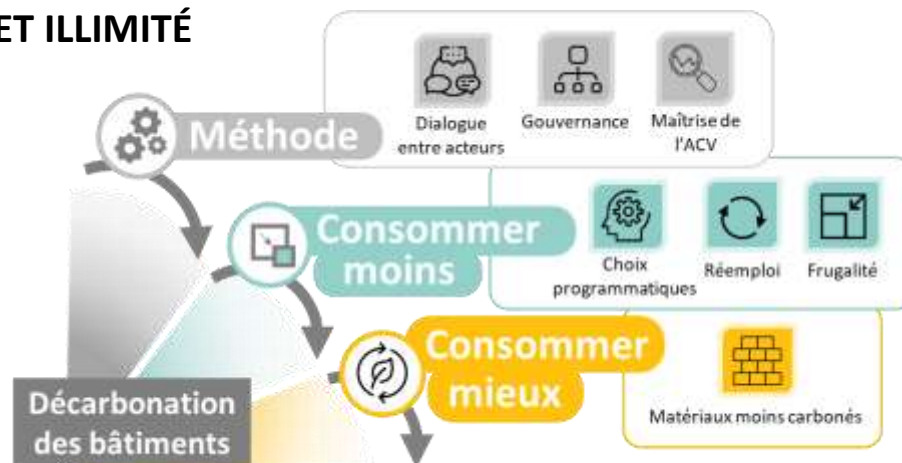 ET ILLIMITÉ
Méthode
Dialogue
entre acteurs
Gouvernance
Maîtrise de
l'ACV
Consommer
moins
Choix
programmatiques
Réemploi
Frugalité
Consommer
mieux
Matériaux moins carbonés
Décarbonation
des bâtiments